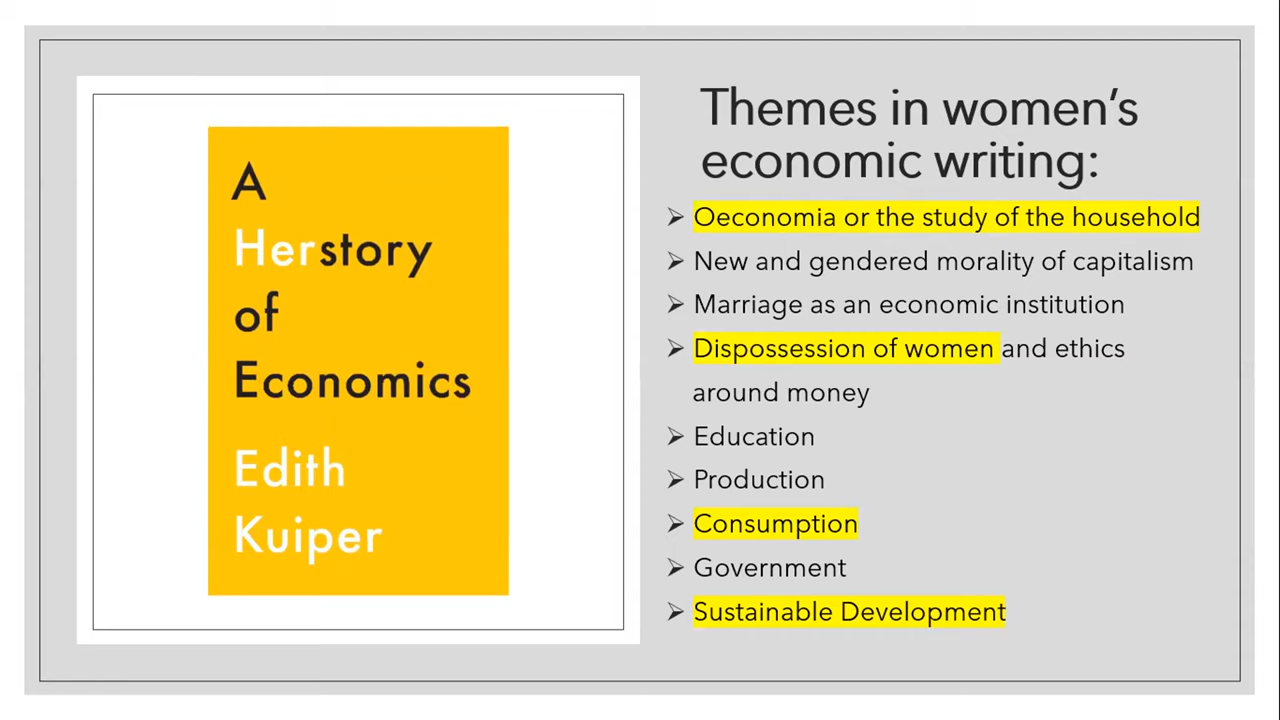 A
Herstory
of
Economics
Edith
Kuiper
Themes in women’s
economic writing:
➢ Oeconomia or the study of the household
➢ New and gendered morality of capitalism
➢ Marriage as an economic institution
➢ Dispossession of women and ethics
around money
➢ Education
➢ Production
➢ Consumption
➢ Government
➢ Sustainable Development